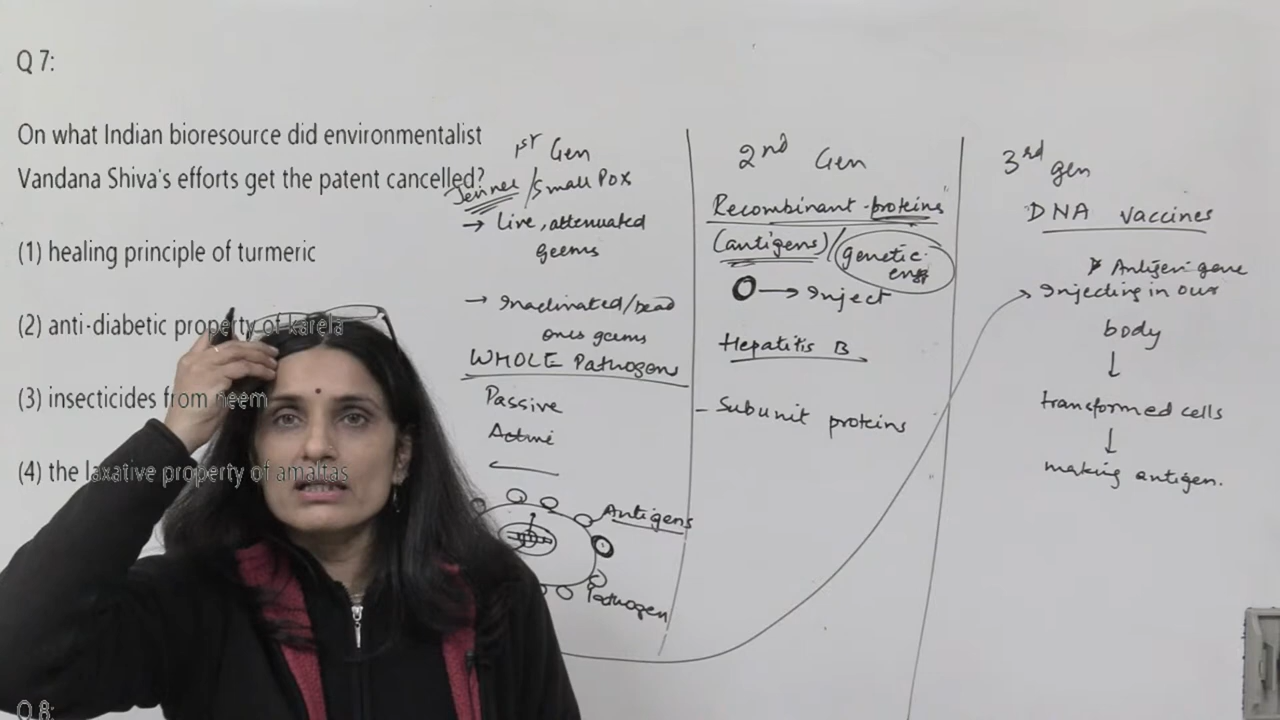 Q 7:
On what Indian bioresource did environmentalist
Vandana Shiva's efforts get the patent cancelled?
(1) healing principle of turmeric
(2) anti-diabetic property of karela
(3) insecticides from neem
(4) the laxative property of amaltas
Q 8:
1st Gen
Jenner / Small Pox
→ Live, attenuated
germs
→ Inactivated/dead
ones germs
WHOLE Pathogens
Passive
Active
Antigens
Pathogen
2nd Gen
Recombinant proteins
(antigens)/ genetic
engg
→ Inject
Hepatitis B
- Subunit proteins
3rd gen
DNA vaccines
Antigen gene
→ Injecting in our
body
↓
transformed cells
↓
making antigen.